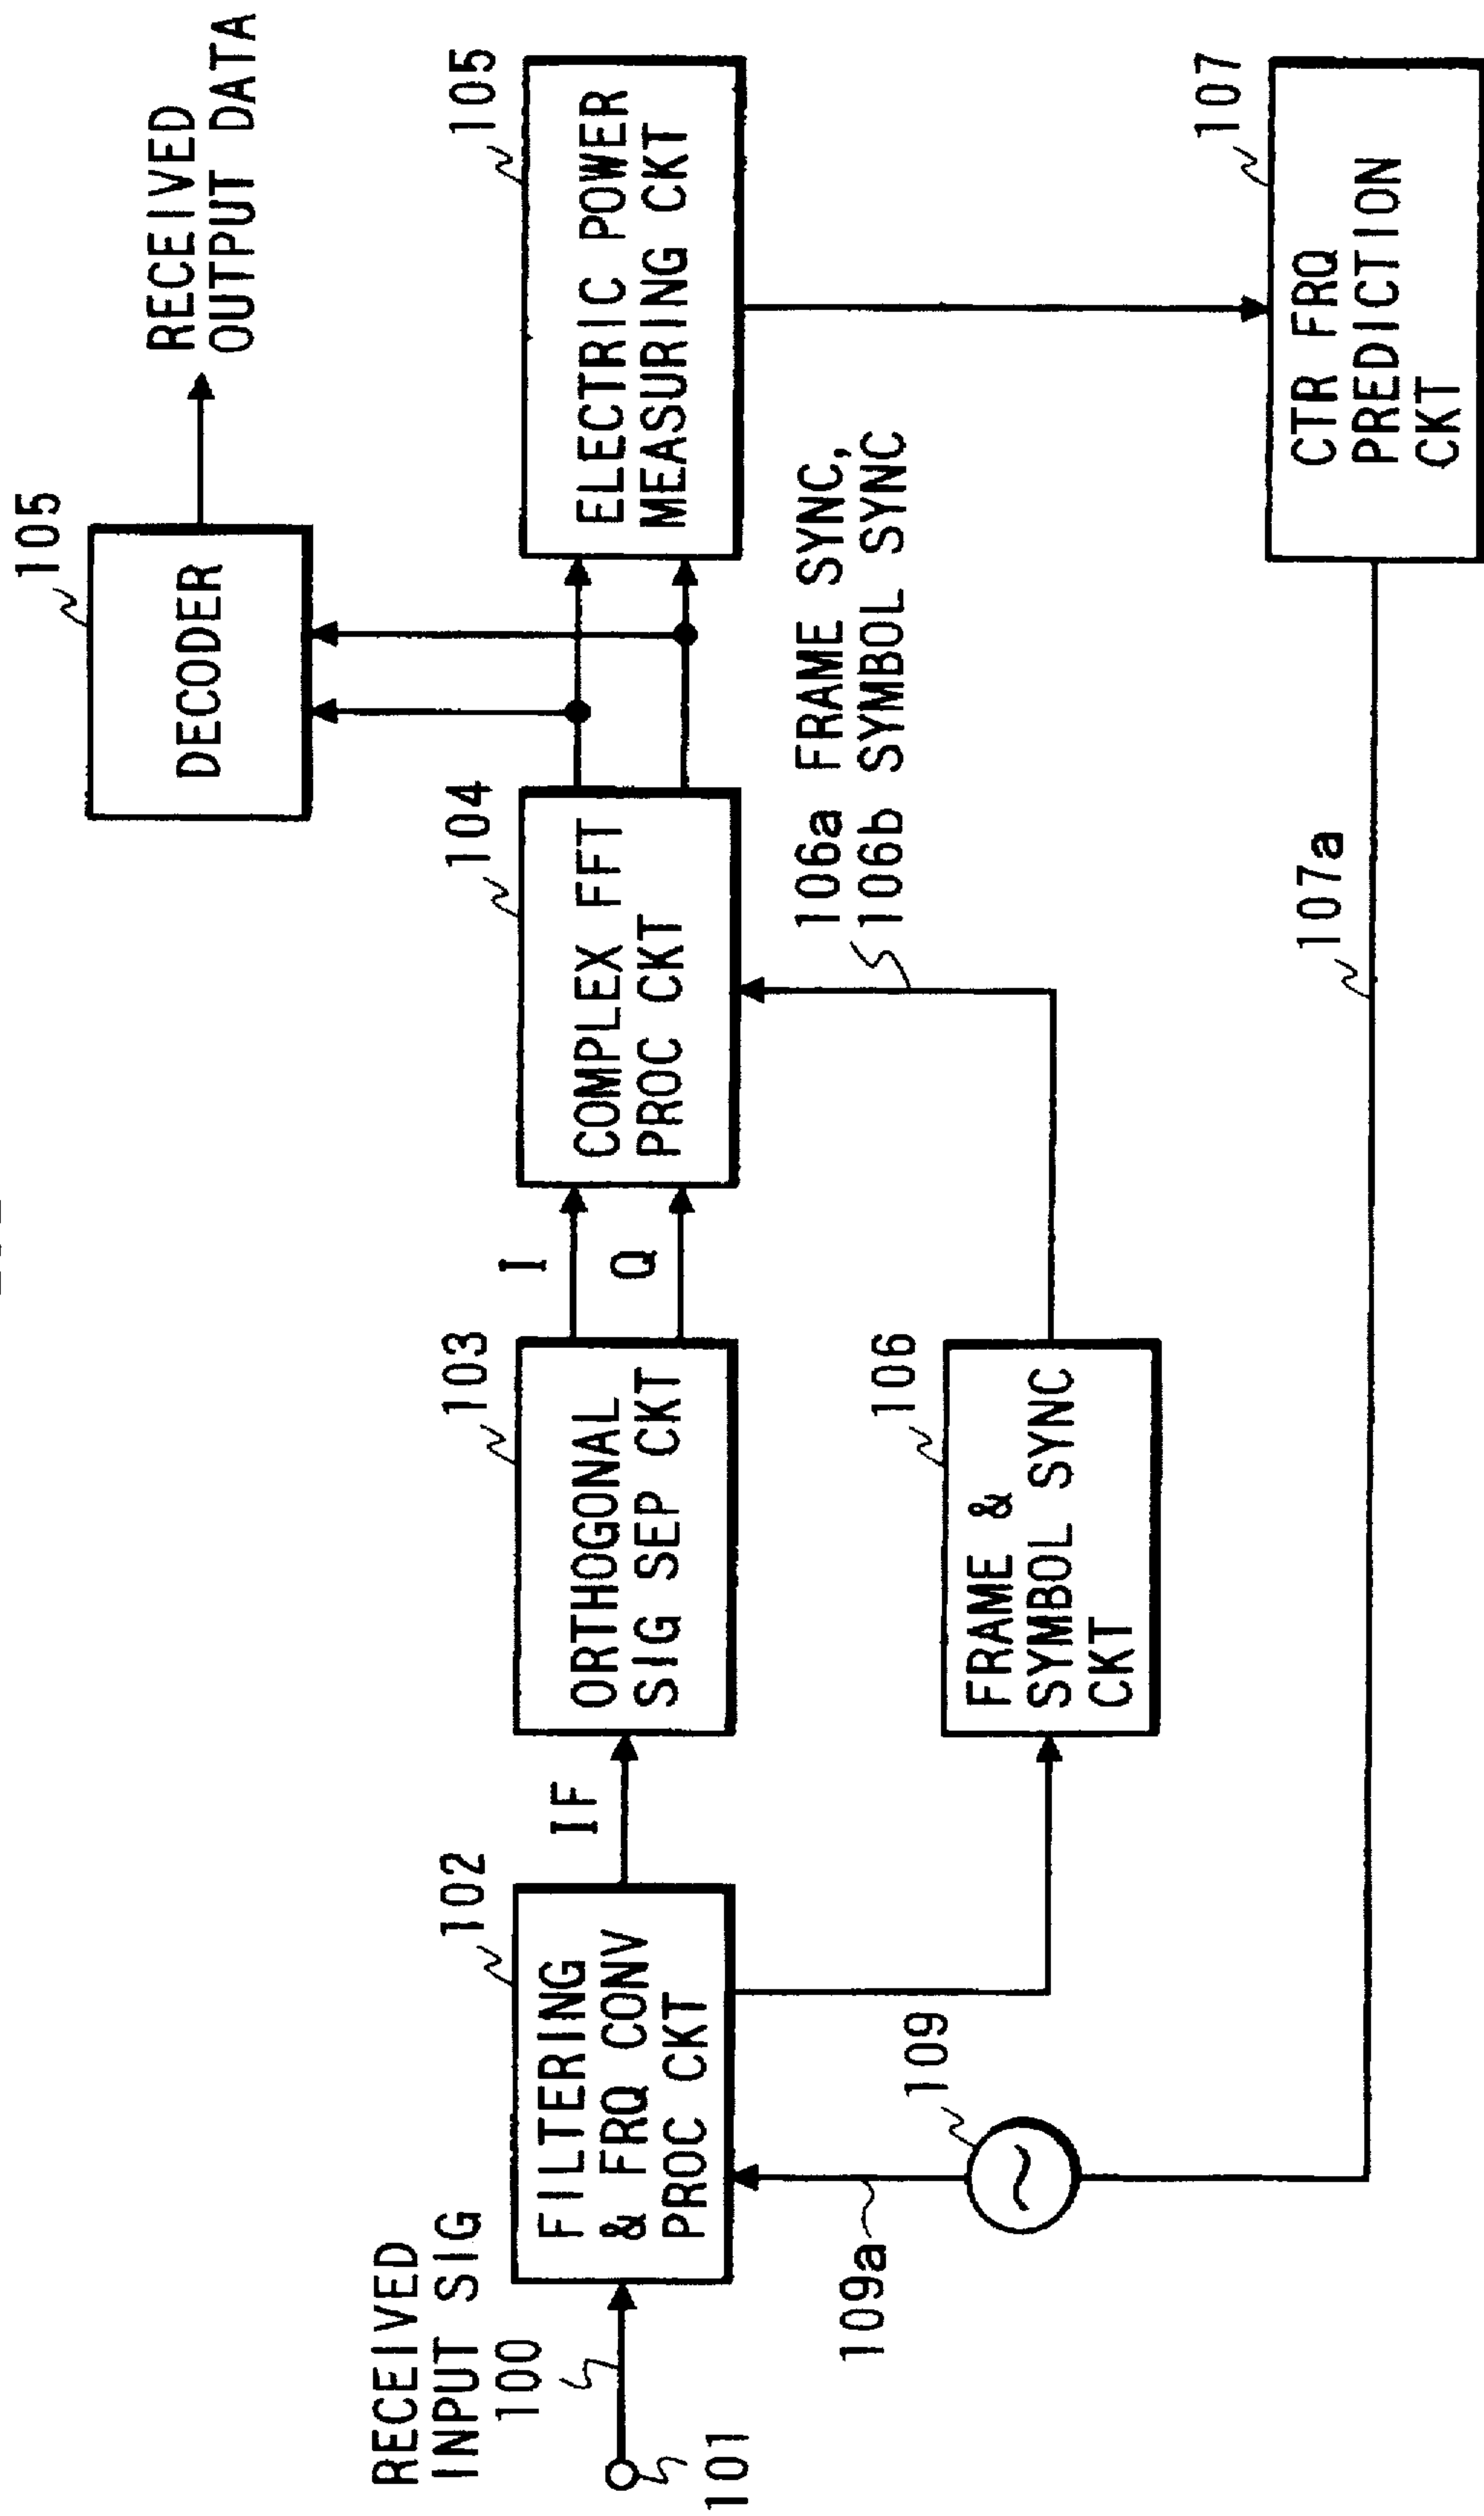 RECEIVED
INPUT SIG
100
101
FILTERING
& FRQ CONV
PROC CKT
102
IF
ORTHOGONAL
SIG SEP CKT
103
I
Q
COMPLEX FFT
PROC CKT
104
DECODER
105
RECEIVED
OUTPUT DATA
ELECTRIC POWER
MEASURING CKT
105
109a
109
FRAME &
SYMBOL SYNC
CKT
106
106a FRAME SYNC,
106b SYMBOL SYNC
107a
CTR FRQ
PREDICTION
CKT
107